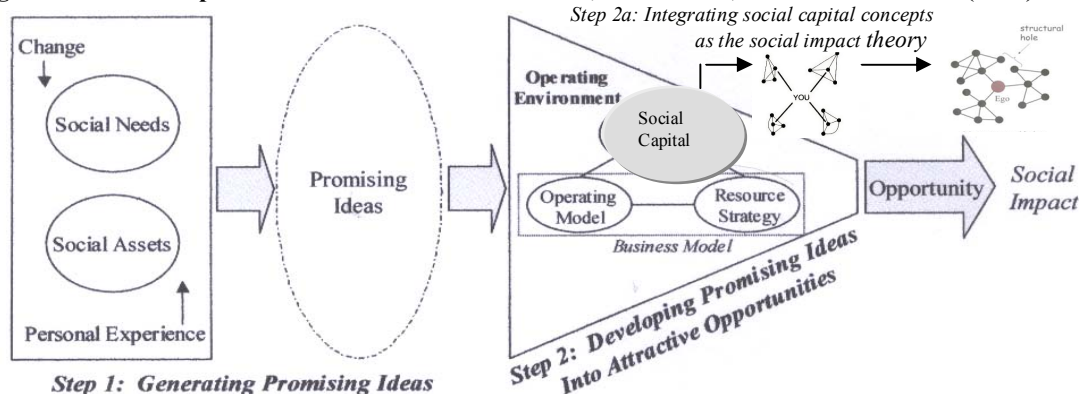 Step 2a: Integrating social capital concepts
as the social impact theory
structural
hole
Change
Operating
Environment
YOU
Ego
Social Needs
Social
Capital
Promising
Ideas
Opportunity
Social
Impact
Operating
Model
Resource
Strategy
Social Assets
Business Model
Personal Experience
Step 2: Developing Promising Ideas
Into Attractive Opportunities
Step 1: Generating Promising Ideas